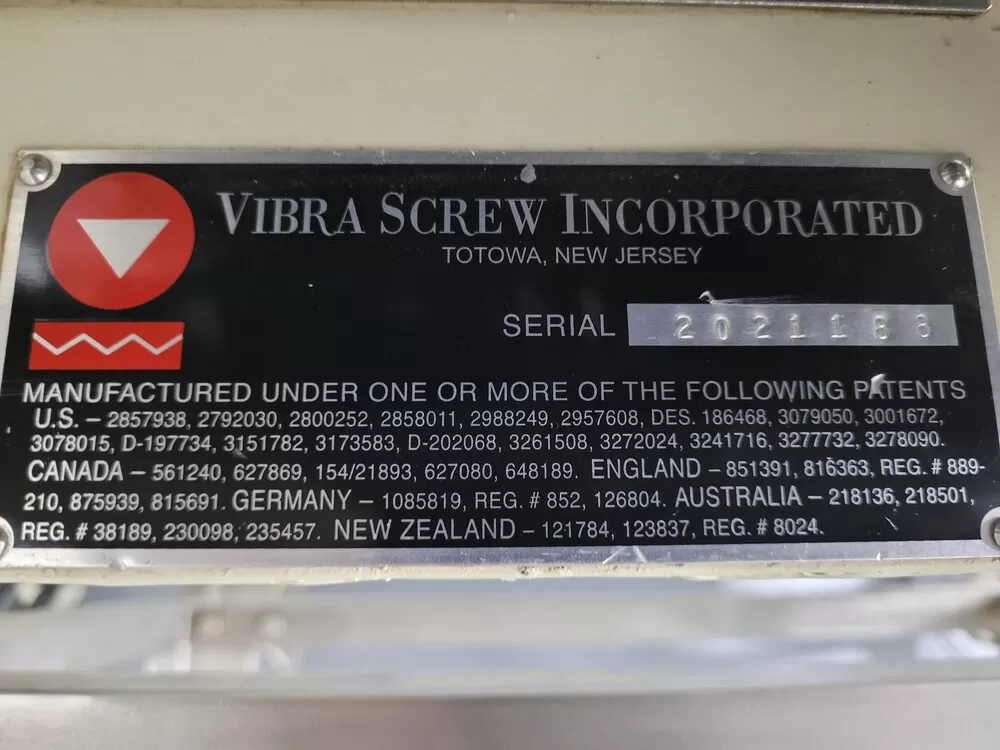 VIBRA SCREW INCORPORATED
TOTOWA, NEW JERSEY
SERIAL 2021188
MANUFACTURED UNDER ONE OR MORE OF THE FOLLOWING PATENTS
U.S. – 2857938, 2792030, 2800252, 2858011, 2988249, 2957608, DES. 186468, 3079050, 3001672,
3078015, D-197734, 3151782, 3173583, D-202068, 3261508, 3272024, 3241716, 3277732, 3278090.
CANADA – 561240, 627869, 154/21893, 627080, 648189. ENGLAND – 851391, 816363, REG. # 889-
210, 875939, 815691. GERMANY – 1085819, REG. # 852, 126804. AUSTRALIA – 218136, 218501,
REG. # 38189, 230098, 235457. NEW ZEALAND – 121784, 123837, REG. # 8024.